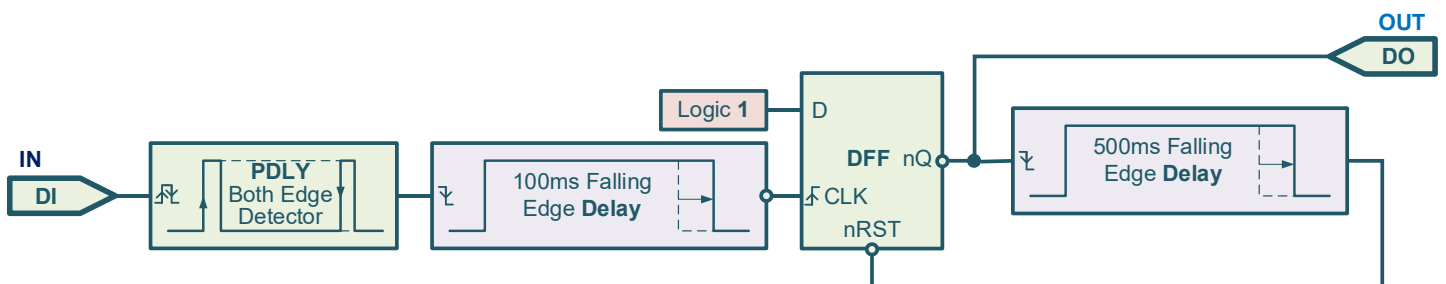 OUT
DO
Logic 1
D
IN
DI
PDLY
Both Edge
Detector
100ms Falling
Edge Delay
DFF nQ
CLK
nRST
500ms Falling
Edge Delay